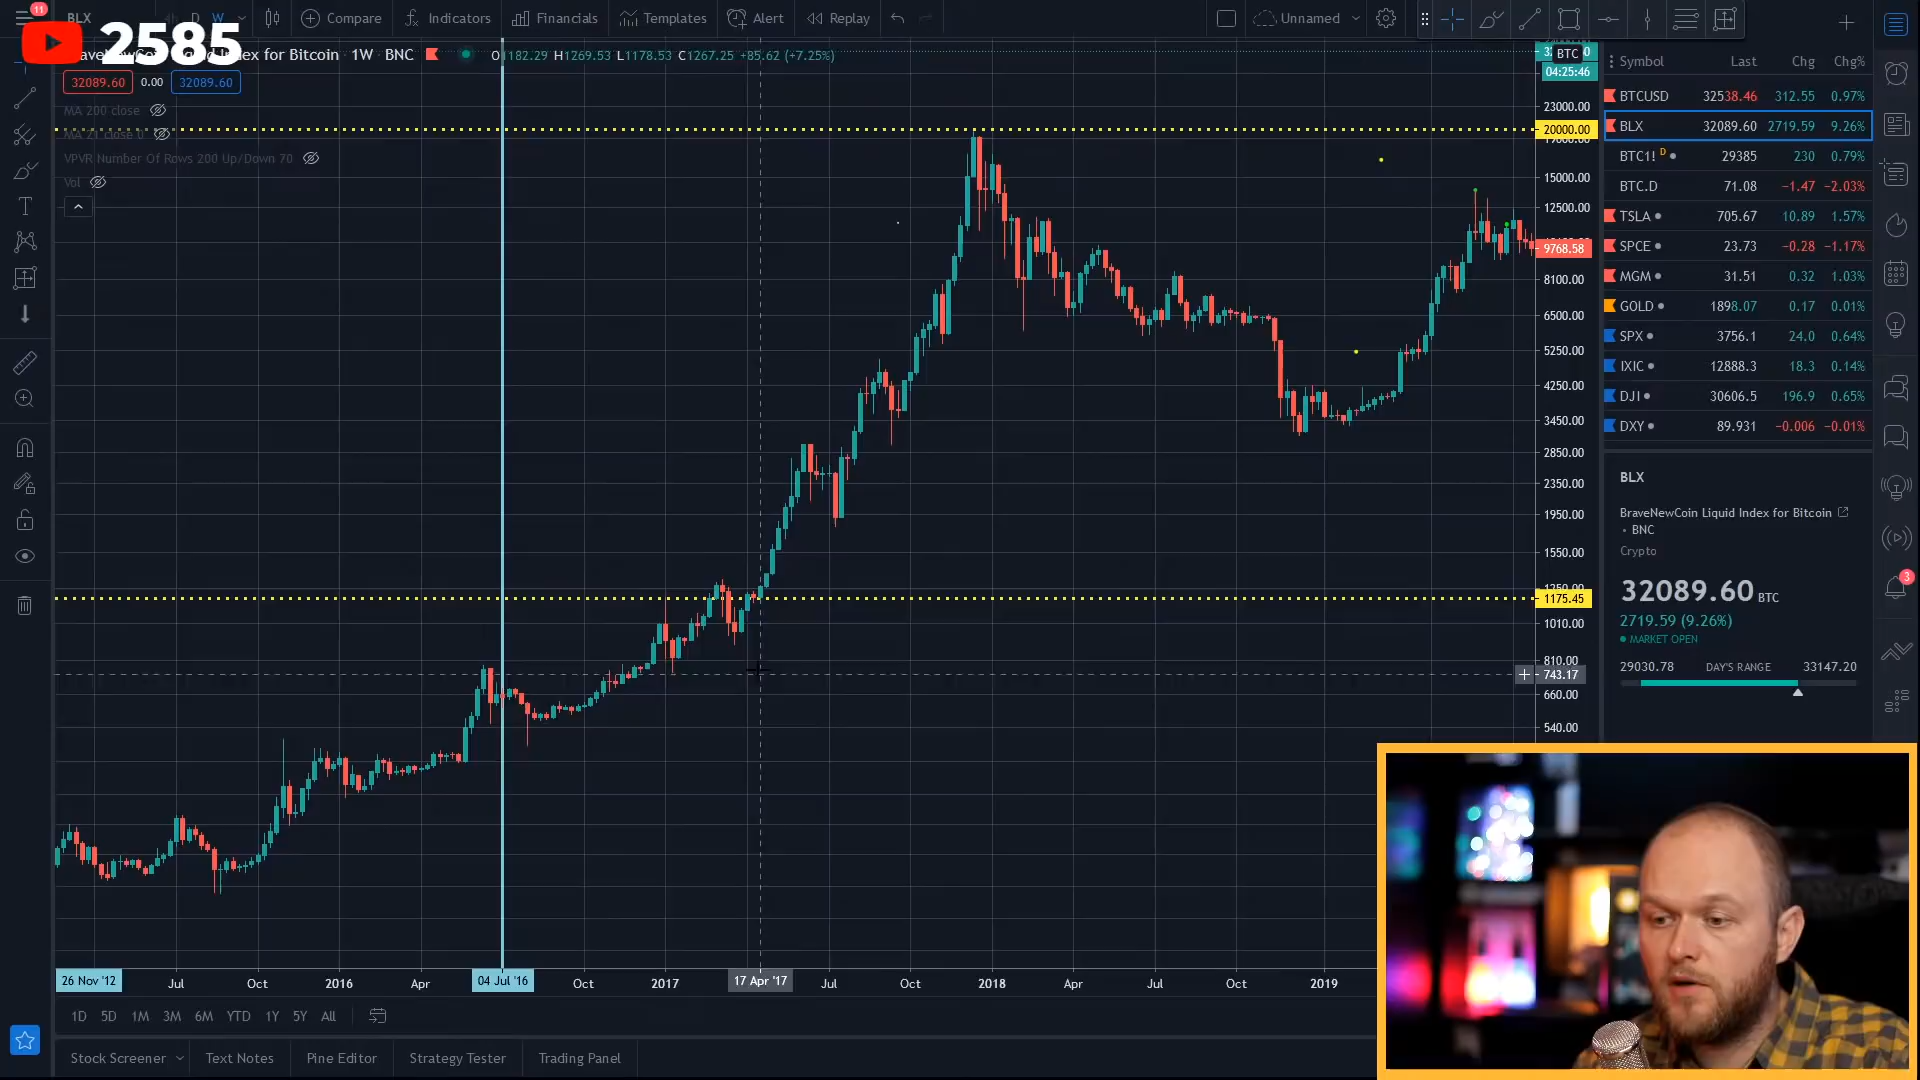 11
BLX
D
W
Compare
Indicators
Financials
Templates
Alert
Replay
Unnamed
2585
Index for Bitcoin · 1W · BNC
O1182.29 H1269.53 L1178.53 C1267.25 +85.62 (+7.25%)
32089.60 0.00 32089.60
MA 200 close
MA 21 close 0
VPVR Number Of Rows 200 Up/Down 70
Vol
BTC
04:25:46
23000.00
20000.00
15000.00
12500.00
9768.58
8100.00
6500.00
5250.00
4250.00
3450.00
2850.00
2350.00
1950.00
1550.00
1175.45
1010.00
810.00
743.17
660.00
540.00
26 Nov '12
Jul
Oct
2016
Apr
04 Jul '16
Oct
2017
17 Apr '17
Jul
Oct
2018
Apr
Jul
Oct
2019
1D 5D 1M 3M 6M YTD 1Y 5Y All
Stock Screener
Text Notes
Pine Editor
Strategy Tester
Trading Panel
Symbol Last Chg Chg%
BTCUSD 32538.46 312.55 0.97%
BLX 32089.60 2719.59 9.26%
BTC1! D 29385 230 0.79%
BTC.D 71.08 −1.47 −2.03%
TSLA 705.67 10.89 1.57%
SPCE 23.73 −0.28 −1.17%
MGM 31.51 0.32 1.03%
GOLD 1898.07 0.17 0.01%
SPX 3756.1 24.0 0.64%
IXIC 12888.3 18.3 0.14%
DJI 30606.5 196.9 0.65%
DXY 89.931 −0.006 −0.01%
BLX
BraveNewCoin Liquid Index for Bitcoin
· BNC
Crypto
32089.60 BTC
2719.59 (9.26%)
MARKET OPEN
29030.78 DAY'S RANGE 33147.20
3